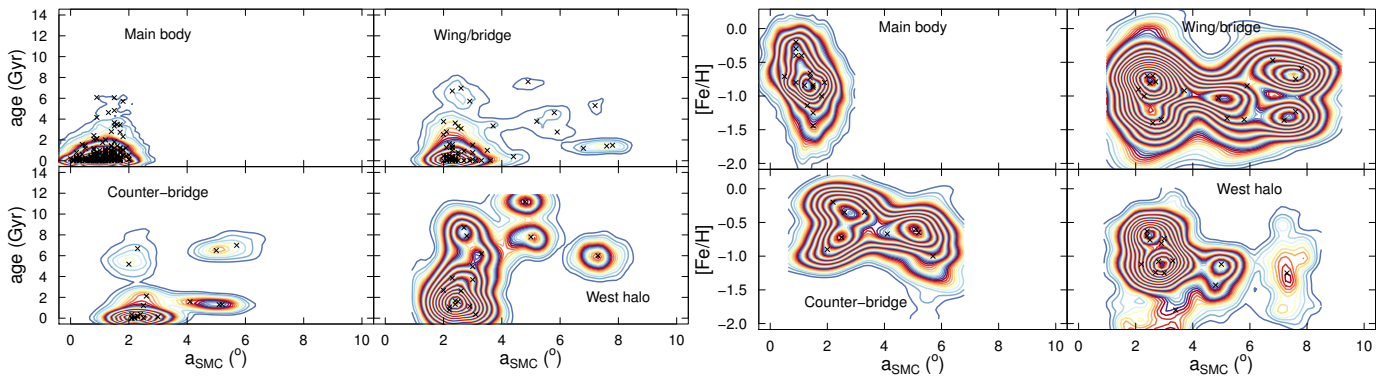 14
12
10
8
6
4
2
0
age (Gyr)
Main body
Wing/bridge
14
12
10
8
6
4
2
0
age (Gyr)
Counter-bridge
West halo
0 2 4 6 8 10
0 2 4 6 8 10
a_SMC (°)
a_SMC (°)
0.0
−0.5
−1.0
−1.5
−2.0
[Fe/H]
Main body
Wing/bridge
0.0
−0.5
−1.0
−1.5
−2.0
[Fe/H]
Counter-bridge
West halo
0 2 4 6 8 10
0 2 4 6 8 10
a_SMC (°)
a_SMC (°)